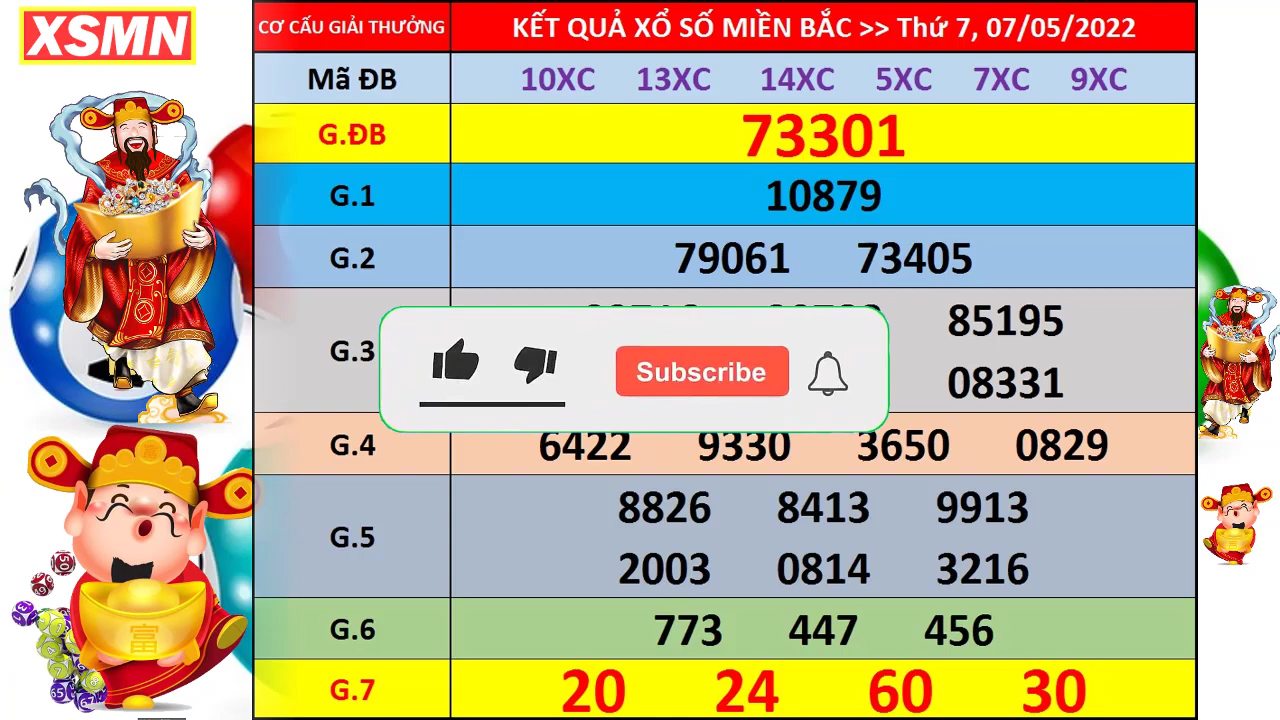 XSMN
CƠ CẤU GIẢI THƯỞNG
KẾT QUẢ XỔ SỐ MIỀN BẮC >> Thứ 7, 07/05/2022
Mã ĐB
10XC 13XC 14XC 5XC 7XC 9XC
G.ĐB
73301
G.1
10879
G.2
79061 73405
G.3
85195
08331
Subscribe
G.4
6422 9330 3650 0829
G.5
8826 8413 9913
2003 0814 3216
G.6
773 447 456
G.7
20 24 60 30
富